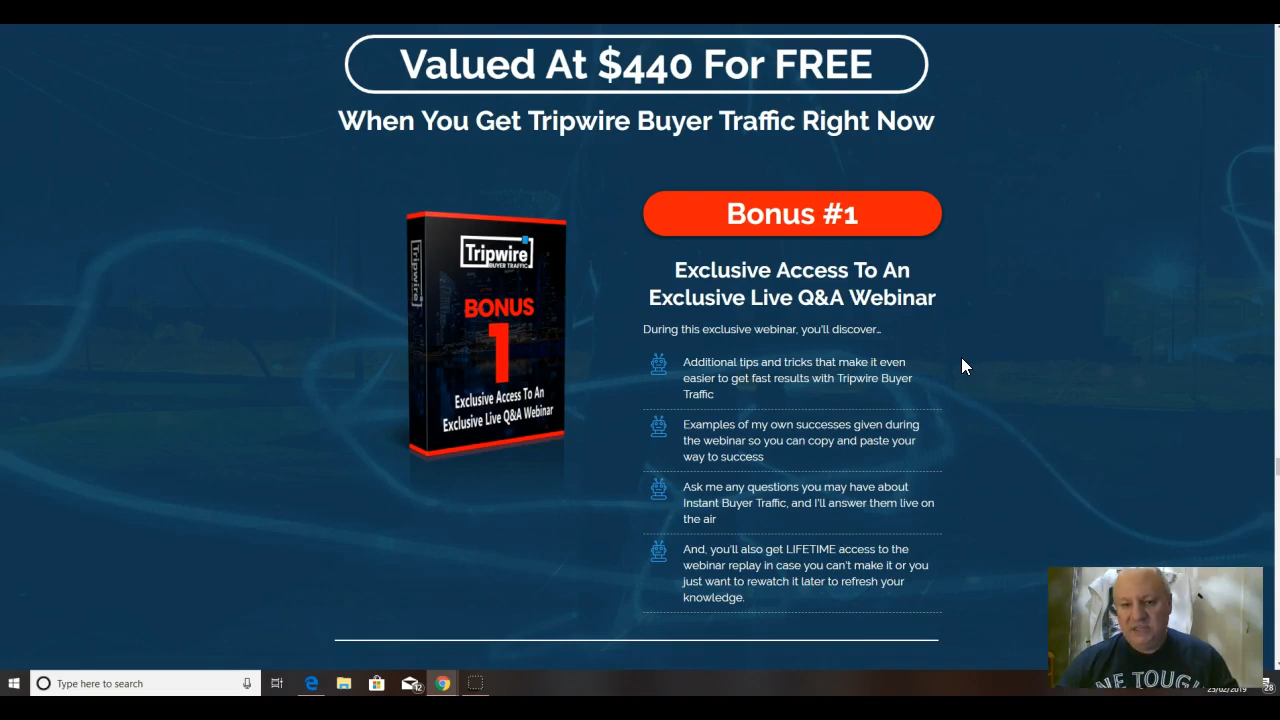 Valued At $440 For FREE
When You Get Tripwire Buyer Traffic Right Now
Tripwire
Tripwire
BUYER TRAFFIC
BONUS
1
Exclusive Access To An
Exclusive Live Q&A Webinar
Bonus #1
Exclusive Access To An
Exclusive Live Q&A Webinar
During this exclusive webinar, you'll discover...
Additional tips and tricks that make it even
easier to get fast results with Tripwire Buyer
Traffic
Examples of my own successes given during
the webinar so you can copy and paste your
way to success
Ask me any questions you may have about
Instant Buyer Traffic, and I'll answer them live on
the air
And, you'll also get LIFETIME access to the
webinar replay in case you can't make it or you
just want to rewatch it later to refresh your
knowledge.
TOUGH
Type here to search
12
25/02/2019
28